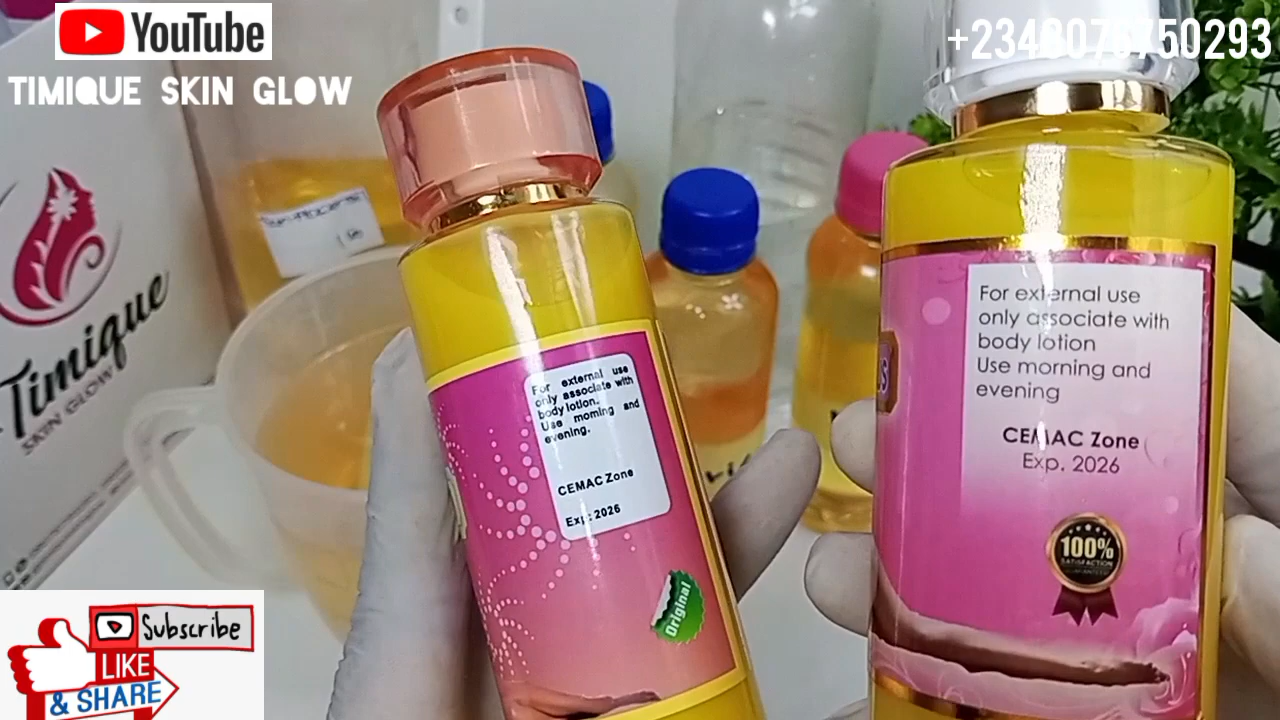 YouTube
TIMIQUE SKIN GLOW
Timique
SKIN GLOW
For external use
only associate with
body lotion.
Use morning and
evening.
CEMAC Zone
Exp: 2026
Original
For external use
only associate with
body lotion
Use morning and
evening
CEMAC Zone
Exp. 2026
100%
SATISFACTION
Subscribe
LIKE
& SHARE